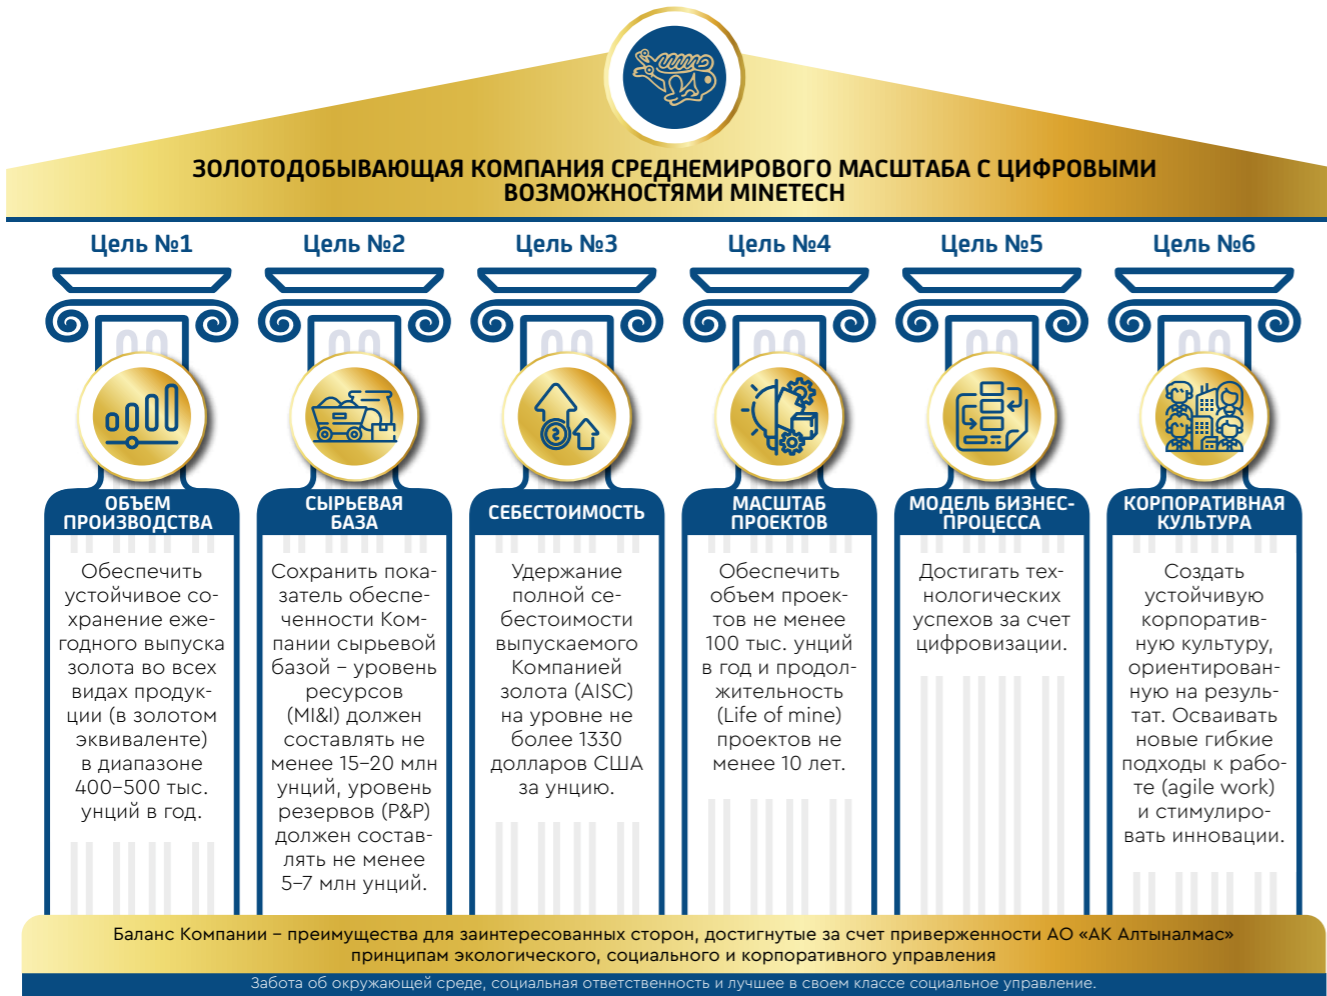 ЗОЛОТОДОБЫВАЮЩАЯ КОМПАНИЯ СРЕДНЕМИРОВОГО МАСШТАБА С ЦИФРОВЫМИ
ВОЗМОЖНОСТЯМИ MINETECH
Цель №1
ОБЪЕМ
ПРОИЗВОДСТВА
Обеспечить
устойчивое со-
хранение еже-
годного выпуска
золота во всех
видах продук-
ции (в золотом
эквиваленте)
в диапазоне
400–500 тыс.
унций в год.
Цель №2
СЫРЬЕВАЯ
БАЗА
Сохранить пока-
затель обеспе-
ченности Ком-
пании сырьевой
базой – уровень
ресурсов
(MI&I) должен
составлять не
менее 15–20 млн
унций, уровень
резервов (P&P)
должен состав-
лять не менее
5–7 млн унций.
Цель №3
СЕБЕСТОИМОСТЬ
Удержание
полной се-
бестоимости
выпускаемого
Компанией
золота (AISC)
на уровне не
более 1330
долларов США
за унцию.
Цель №4
МАСШТАБ
ПРОЕКТОВ
Обеспечить
объем проек-
тов не менее
100 тыс. унций
в год и продол-
жительность
(Life of mine)
проектов не
менее 10 лет.
Цель №5
МОДЕЛЬ БИЗНЕС-
ПРОЦЕССА
Достигать тех-
нологических
успехов за счет
цифровизации.
Цель №6
КОРПОРАТИВНАЯ
КУЛЬТУРА
Создать
устойчивую
корпоратив-
ную культуру,
ориентирован-
ную на резуль-
тат. Осваивать
новые гибкие
подходы к рабо-
те (agile work)
и стимулиро-
вать инновации.
Баланс Компании – преимущества для заинтересованных сторон, достигнутые за счет приверженности АО «АК Алтыналмас»
принципам экологического, социального и корпоративного управления
Забота об окружающей среде, социальная ответственность и лучшее в своем классе социальное управление.